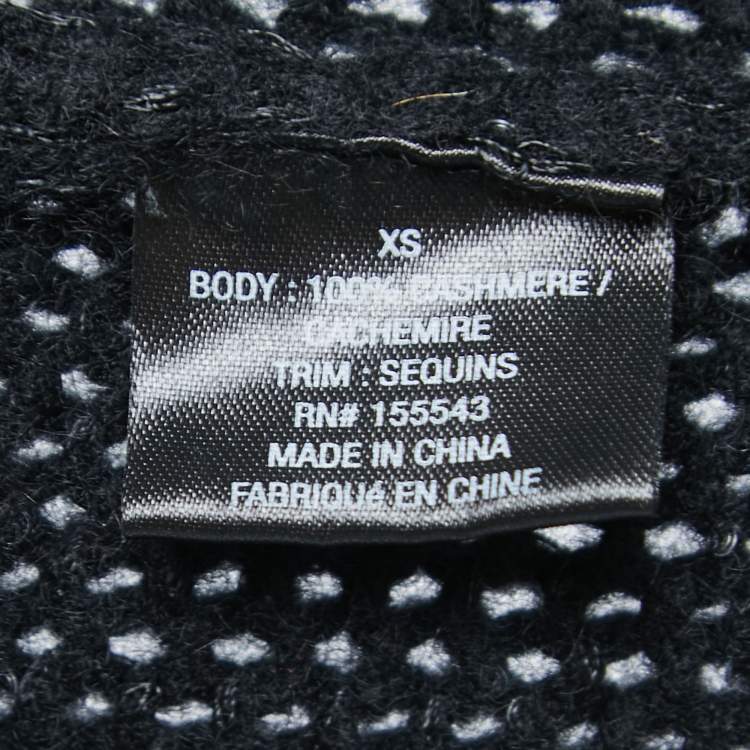 XS
BODY : 100% CASHMERE /
CACHEMIRE
TRIM : SEQUINS
RN# 155543
MADE IN CHINA
FABRIQUé EN CHINE